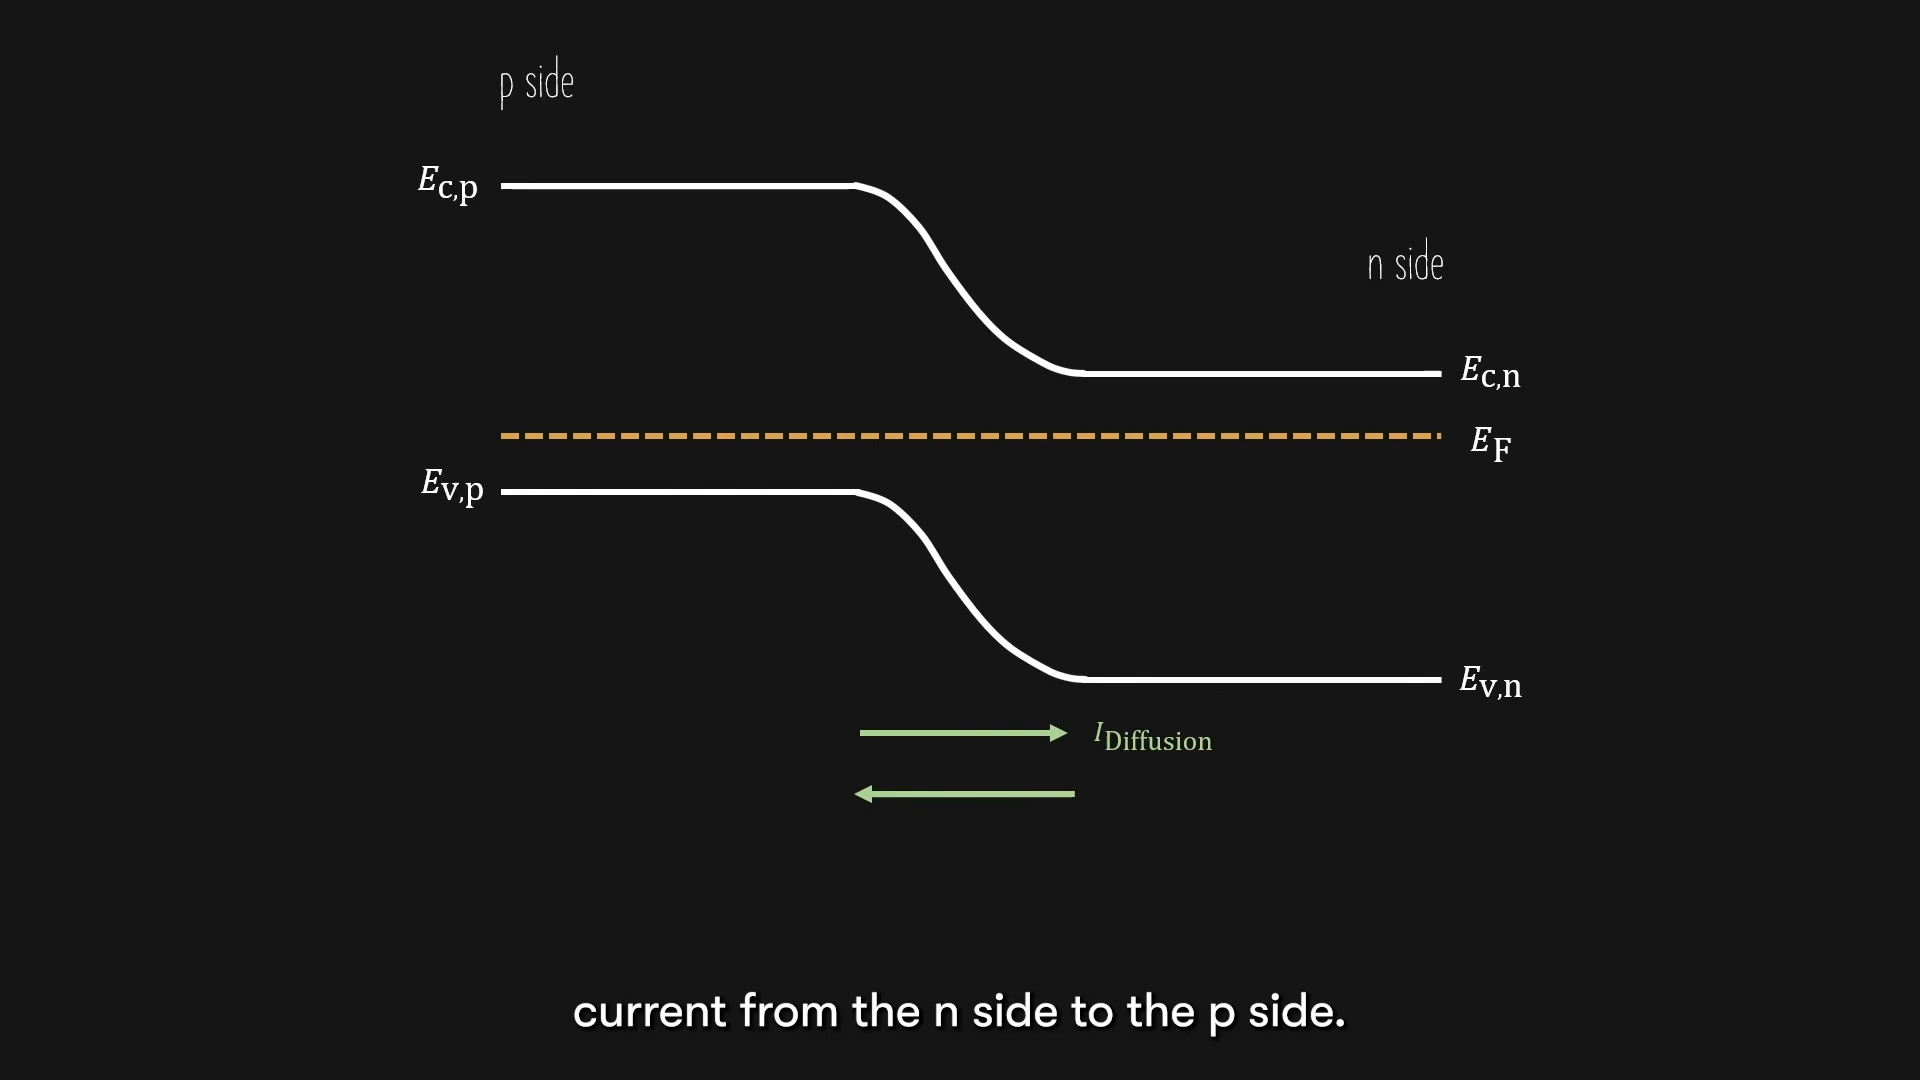 p side
E_c,p
n side
E_c,n
E_F
E_v,p
E_v,n
I_Diffusion
current from the n side to the p side.